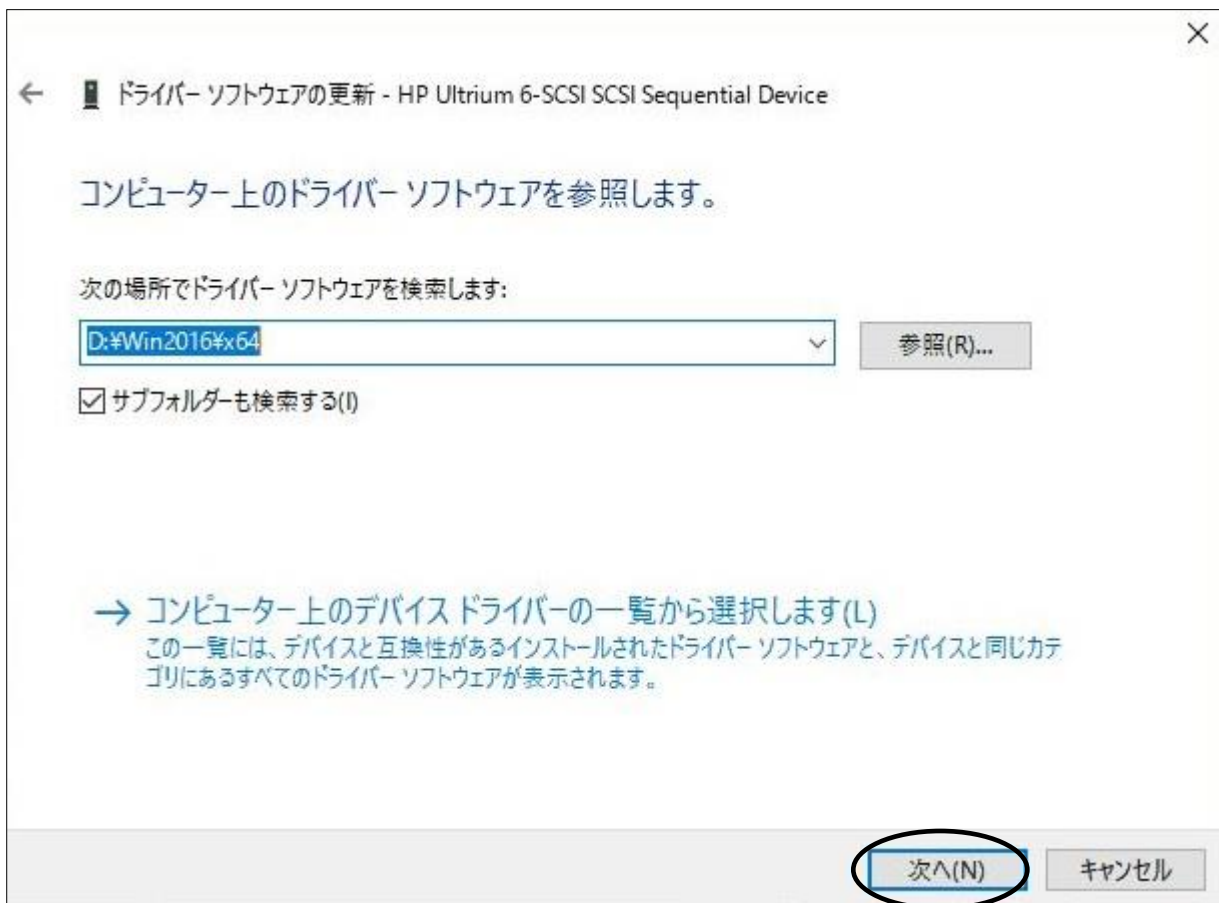 ドライバー ソフトウェアの更新 - HP Ultrium 6-SCSI SCSI Sequential Device
コンピューター上のドライバー ソフトウェアを参照します。
次の場所でドライバー ソフトウェアを検索します:
D:¥Win2016¥x64
参照(R)...
サブフォルダーも検索する(I)
コンピューター上のデバイス ドライバーの一覧から選択します(L)
この一覧には、デバイスと互換性があるインストールされたドライバー ソフトウェアと、デバイスと同じカテ
ゴリにあるすべてのドライバー ソフトウェアが表示されます。
次へ(N)
キャンセル